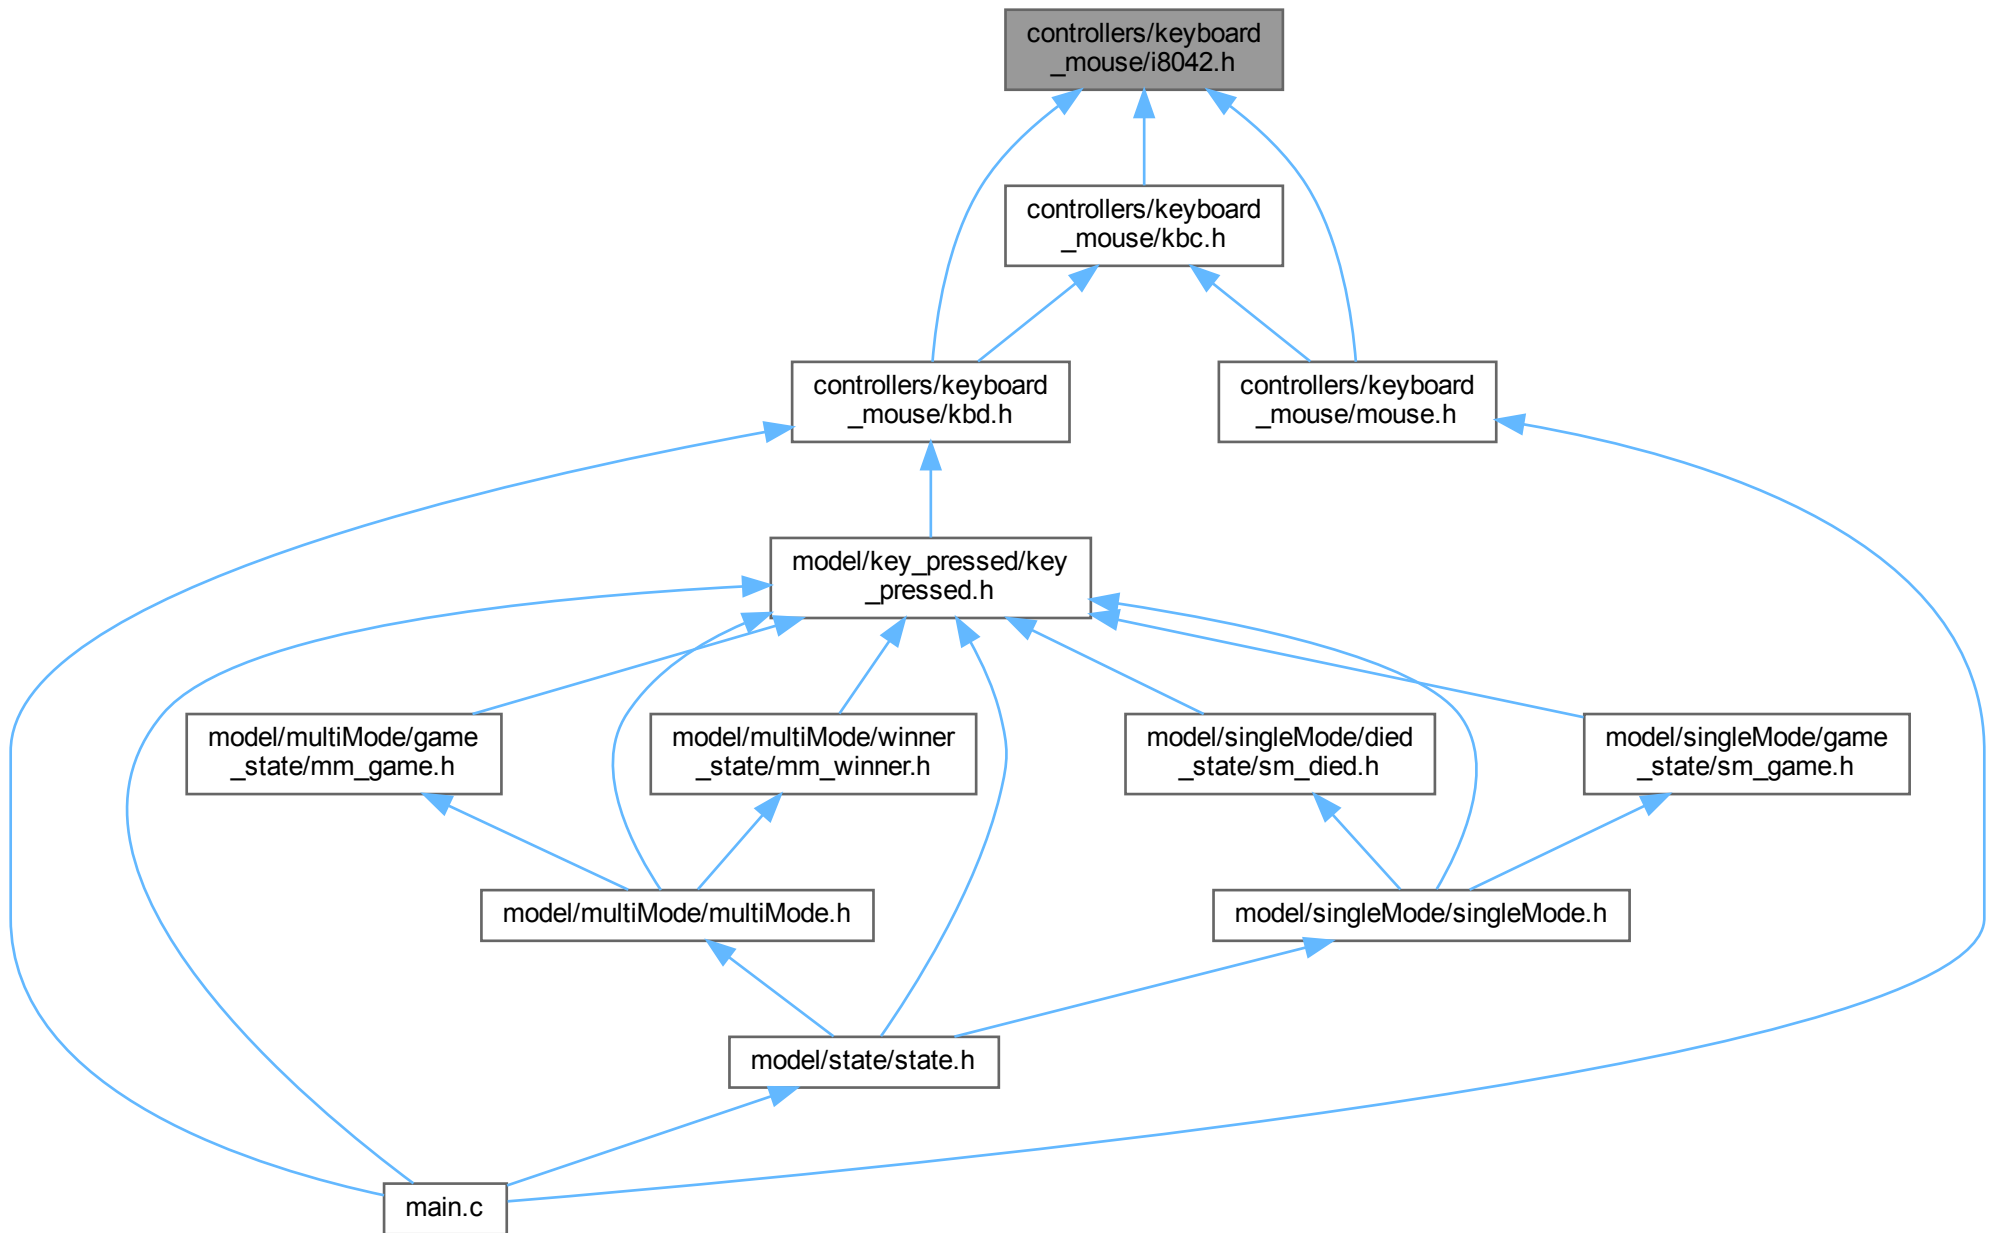 controllers/keyboard
_mouse/i8042.h
controllers/keyboard
_mouse/kbc.h
controllers/keyboard
_mouse/kbd.h
controllers/keyboard
_mouse/mouse.h
model/key_pressed/key
_pressed.h
model/multiMode/game
_state/mm_game.h
model/multiMode/winner
_state/mm_winner.h
model/singleMode/died
_state/sm_died.h
model/singleMode/game
_state/sm_game.h
model/multiMode/multiMode.h
model/singleMode/singleMode.h
model/state/state.h
main.c